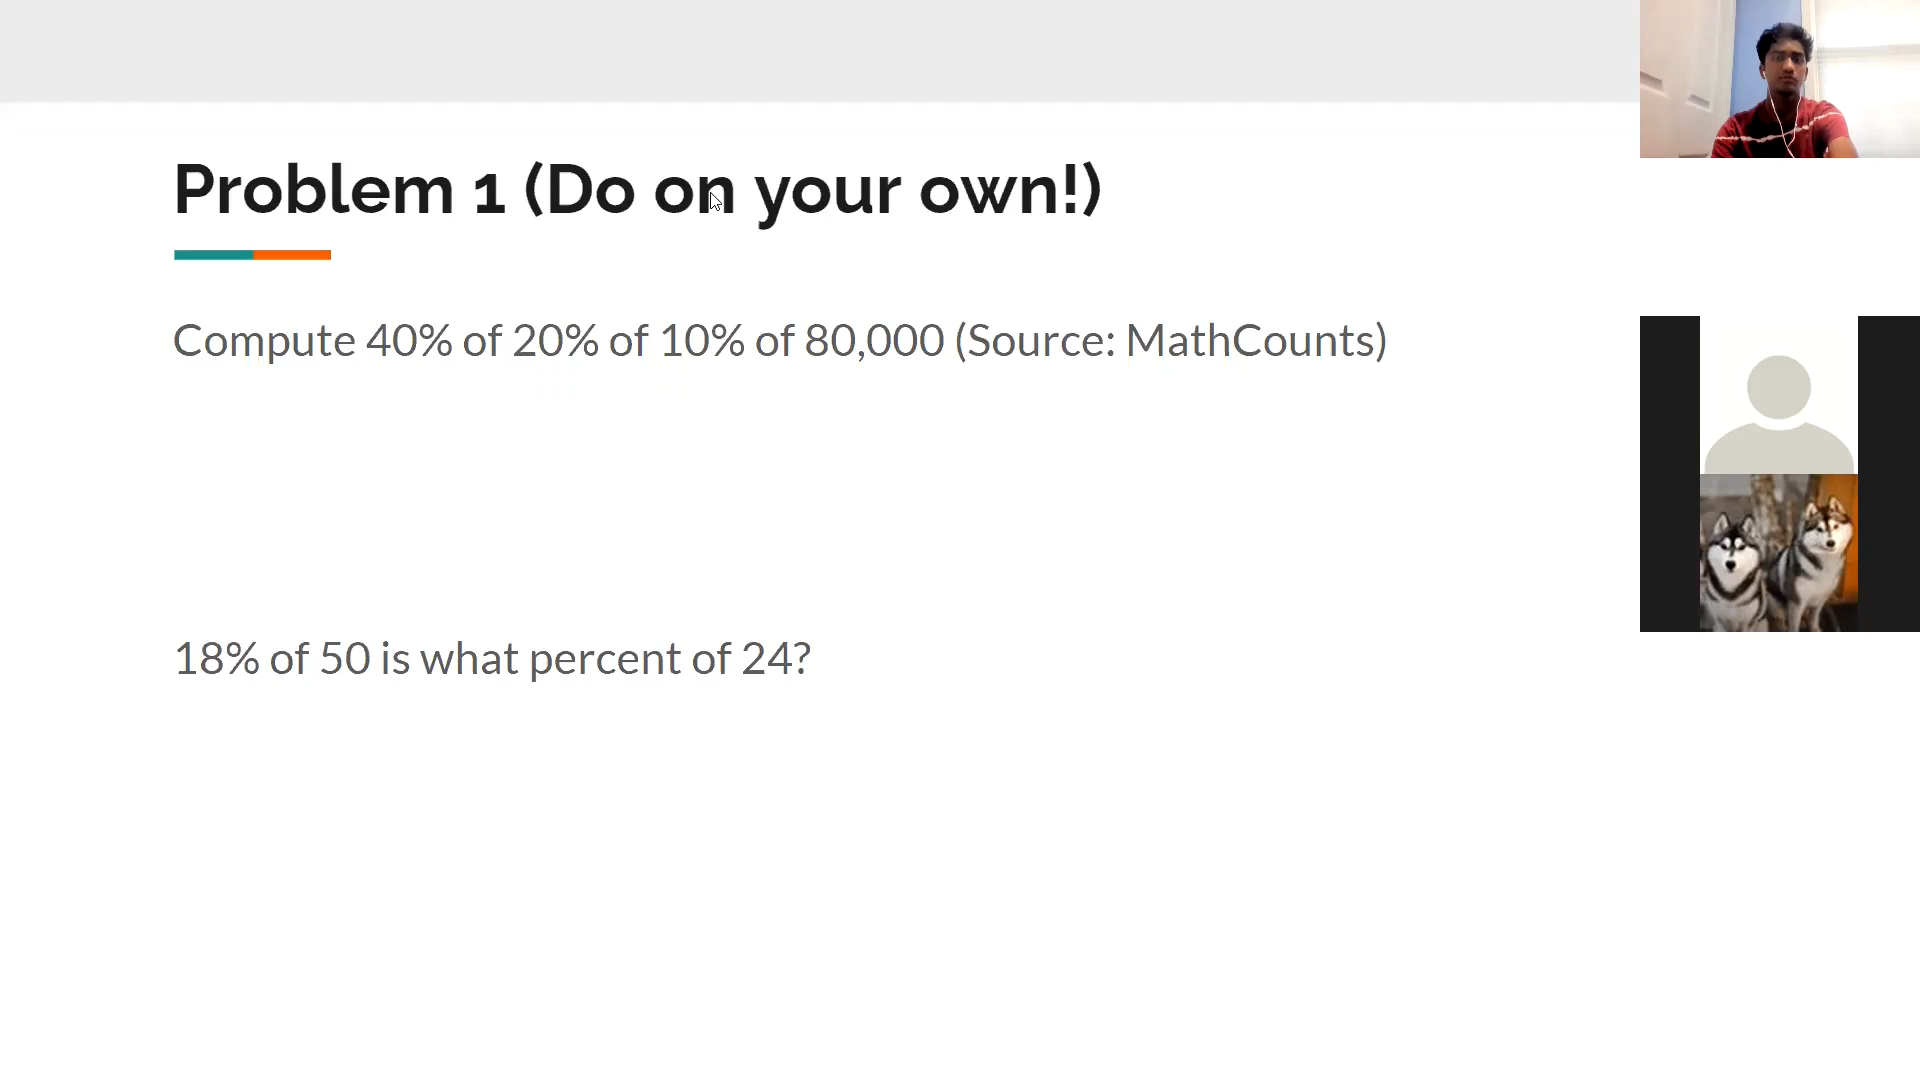 Problem 1 (Do on your own!)
Compute 40% of 20% of 10% of 80,000 (Source: MathCounts)
18% of 50 is what percent of 24?